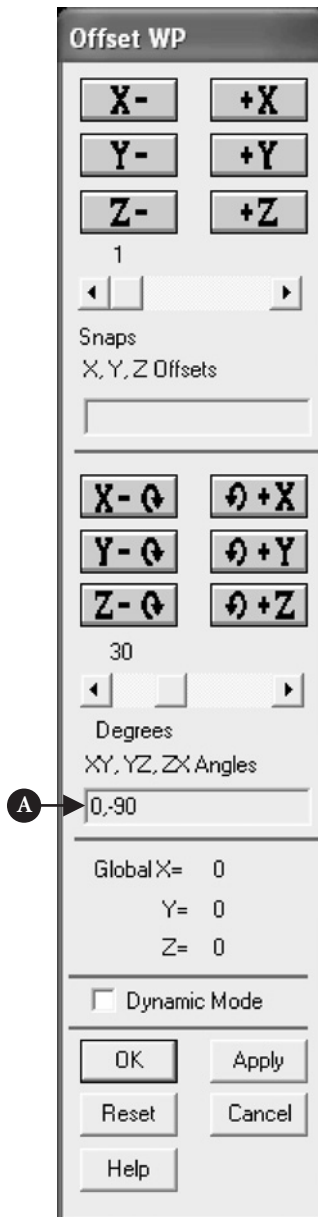 Offset WP
X- +X
Y- +Y
Z- +Z
1
Snaps
X, Y, Z Offsets
X- +X
Y- +Y
Z- +Z
30
Degrees
XY, YZ, ZX Angles
A 0,-90
Global X= 0
Y= 0
Z= 0
Dynamic Mode
OK Apply
Reset Cancel
Help